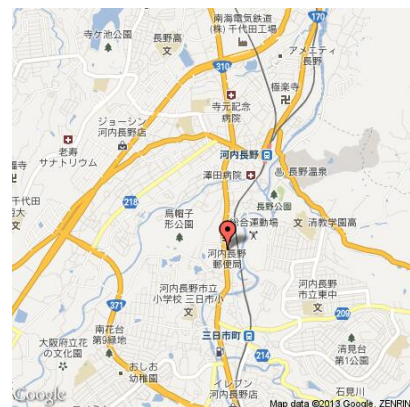 南海電気鉄道
(株) 千代田工場
170
寺ケ池公園
長野高
アメニティ
長野
310
極楽寺
寺元記念
病院
ジョーシン
河内長野店
老寿
サナトリウム
河内長野
澤田病院
長野温泉
千代田
218
長野公園
烏帽子
形公園
総合運動場
清教学園高
河内長野
郵便局
河内長野市立
小学校 三日市小
河内長野
市立東中
371
209
南花台
第9緑地
三日市町
大阪府立花
の文化園
214
清見台
第1公園
おしお
幼稚園
イレブン
河内長野店
石見川
Google
Map data ©2013 Google, ZENRIN